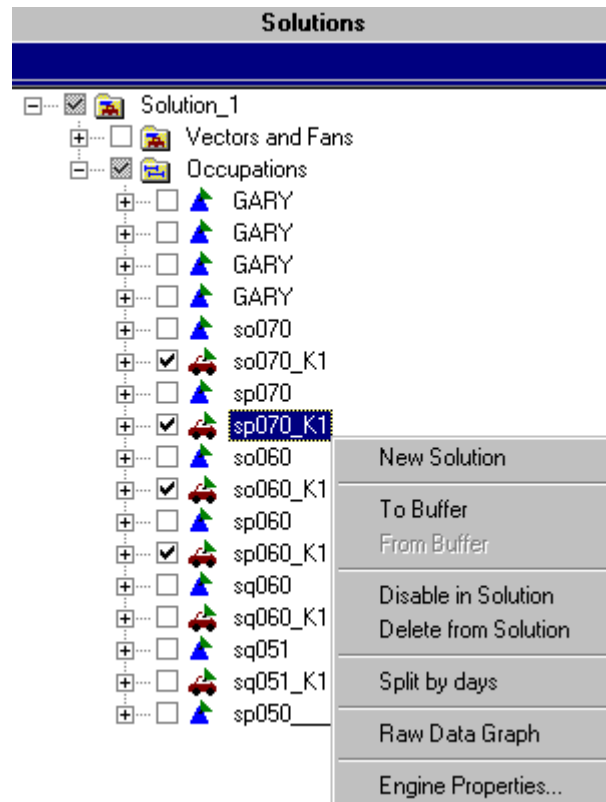 Solutions
Solution_1
Vectors and Fans
Occupations
GARY
GARY
GARY
GARY
so070
so070_K1
sp070
sp070_K1
so060
so060_K1
sp060
sp060_K1
sq060
sq060_K1
sq051
sq051_K1
sp050____
New Solution
To Buffer
From Buffer
Disable in Solution
Delete from Solution
Split by days
Raw Data Graph
Engine Properties...